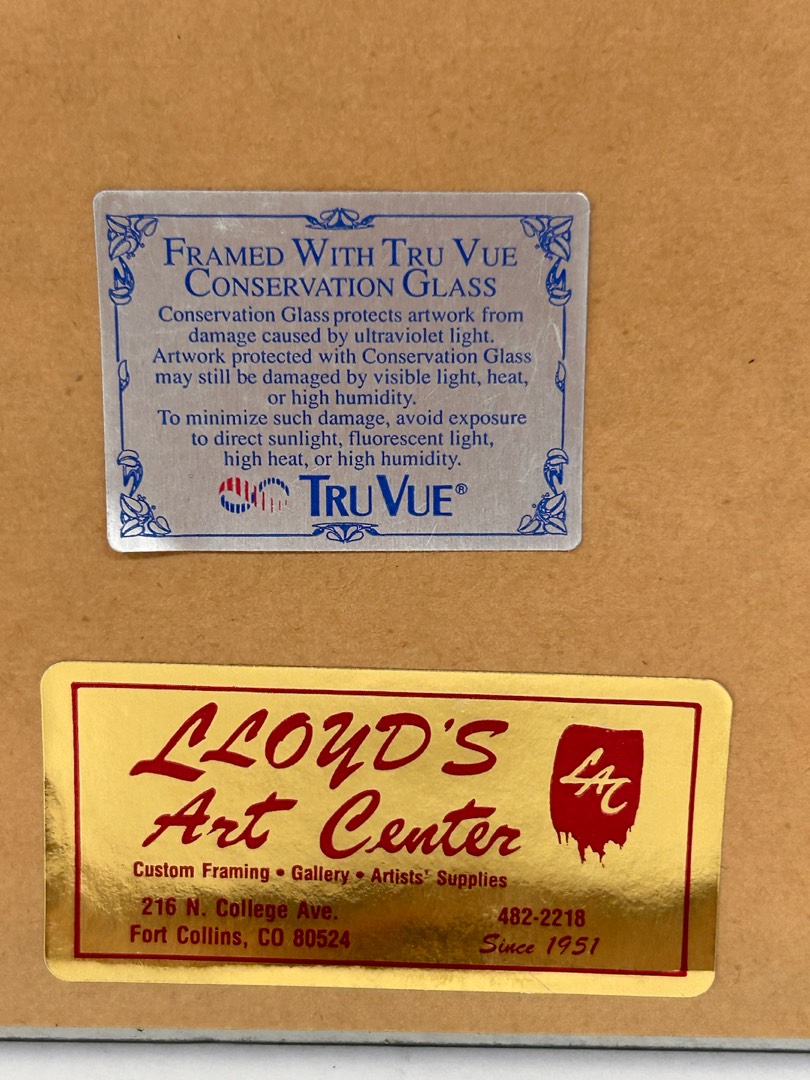 FRAMED WITH TRU VUE
CONSERVATION GLASS
Conservation Glass protects artwork from
damage caused by ultraviolet light.
Artwork protected with Conservation Glass
may still be damaged by visible light, heat,
or high humidity.
To minimize such damage, avoid exposure
to direct sunlight, fluorescent light,
high heat, or high humidity.
TRU VUE®
LLOYD'S
Art Center
LAC
Custom Framing • Gallery • Artists' Supplies
216 N. College Ave.
Fort Collins, CO 80524
482-2218
Since 1951